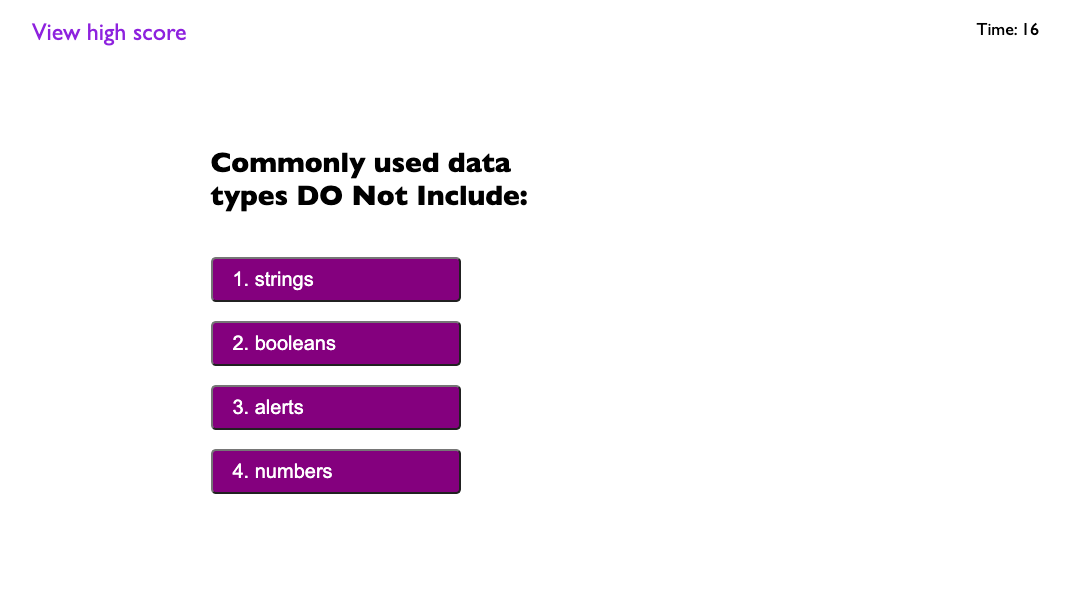 View high score
Time: 16
Commonly used data
types DO Not Include:
1. strings
2. booleans
3. alerts
4. numbers